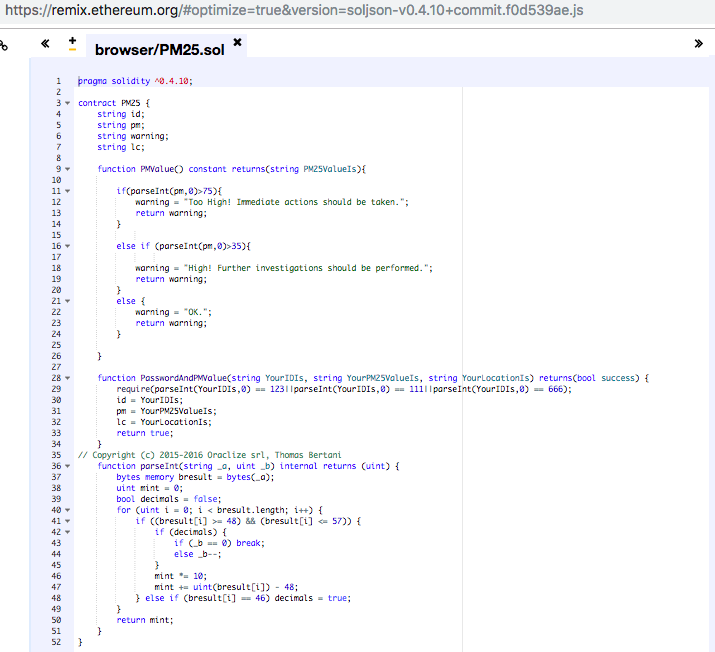 https://remix.ethereum.org/#optimize=true&version=soljson-v0.4.10+commit.f0d539ae.js
« + browser/PM25.sol ✖ »
1 pragma solidity ^0.4.10;
2
3 contract PM25 {
4 string id;
5 string pm;
6 string warning;
7 string lc;
8
9 function PMValue() constant returns(string PM25ValueIs){
10
11 if(parseInt(pm,0)>75){
12 warning = "Too High! Immediate actions should be taken.";
13 return warning;
14 }
15
16 else if (parseInt(pm,0)>35){
17
18 warning = "High! Further investigations should be performed.";
19 return warning;
20 }
21 else {
22 warning = "OK.";
23 return warning;
24 }
25
26 }
27
28 function PasswordAndPMValue(string YourIDIs, string YourPM25ValueIs, string YourLocationIs) returns(bool success) {
29 require(parseInt(YourIDIs,0) == 123||parseInt(YourIDIs,0) == 111||parseInt(YourIDIs,0) == 666);
30 id = YourIDIs;
31 pm = YourPM25ValueIs;
32 lc = YourLocationIs;
33 return true;
34 }
35 // Copyright (c) 2015-2016 Oraclize srl, Thomas Bertani
36 function parseInt(string _a, uint _b) internal returns (uint) {
37 bytes memory bresult = bytes(_a);
38 uint mint = 0;
39 bool decimals = false;
40 for (uint i = 0; i < bresult.length; i++) {
41 if ((bresult[i] >= 48) && (bresult[i] <= 57)) {
42 if (decimals) {
43 if (_b == 0) break;
44 else _b--;
45 }
46 mint *= 10;
47 mint += uint(bresult[i]) - 48;
48 } else if (bresult[i] == 46) decimals = true;
49 }
50 return mint;
51 }
52 }